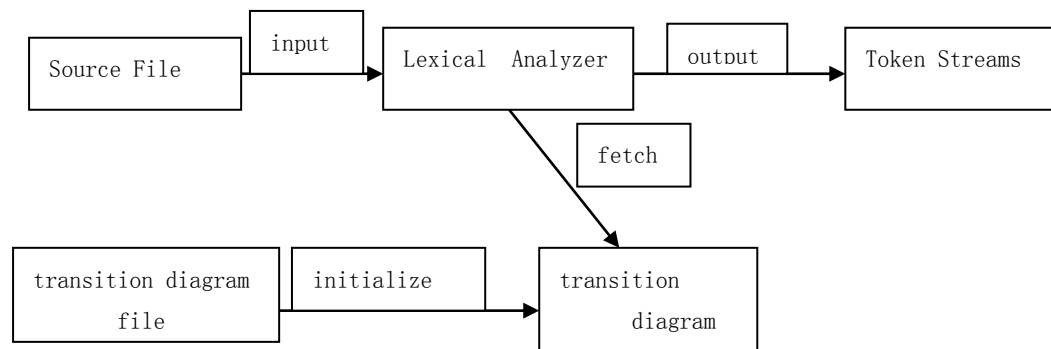 input
Source File
Lexical Analyzer
output
Token Streams
fetch
transition diagram
file
initialize
transition
diagram